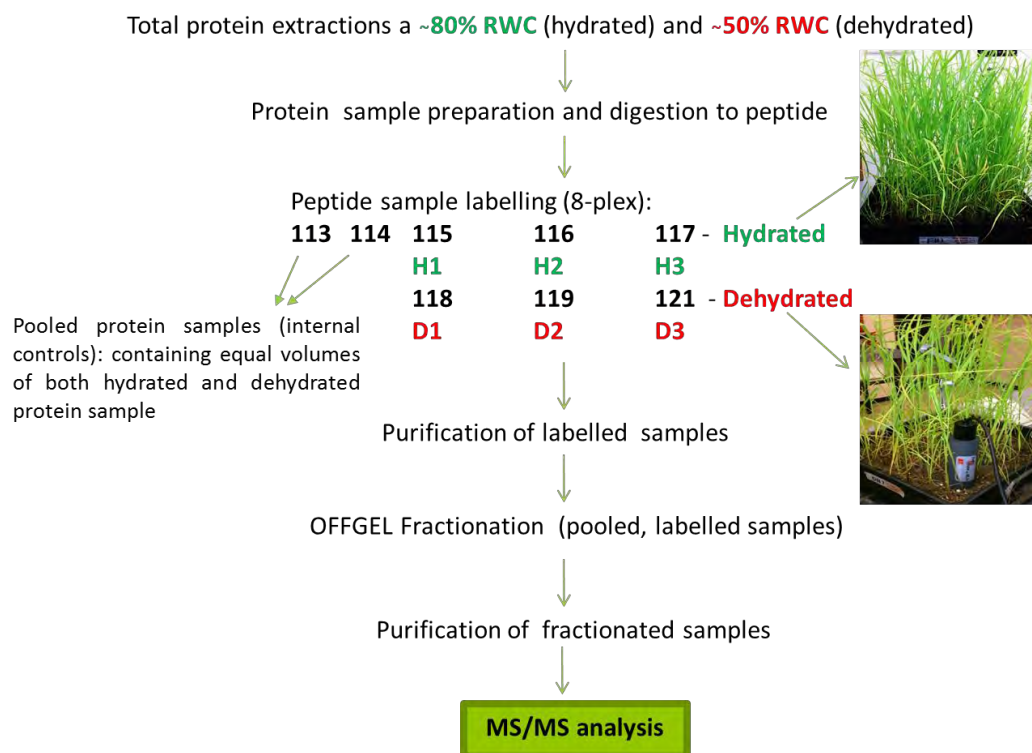 Total protein extractions a ~80% RWC (hydrated) and ~50% RWC (dehydrated)
Protein sample preparation and digestion to peptide
Peptide sample labelling (8-plex):
113 114 115 116 117 - Hydrated
H1 H2 H3
118 119 121 - Dehydrated
D1 D2 D3
Pooled protein samples (internal
controls): containing equal volumes
of both hydrated and dehydrated
protein sample
Purification of labelled samples
OFFGEL Fractionation (pooled, labelled samples)
Purification of fractionated samples
MS/MS analysis